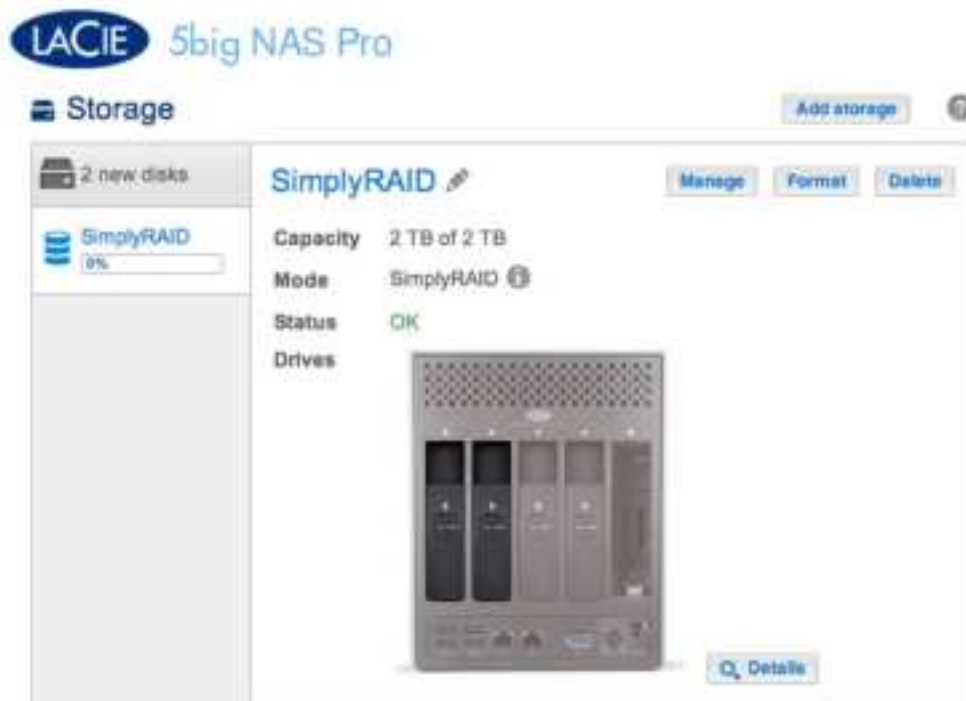 LACIE 5big NAS Pro
Storage
Add storage
2 new disks
SimplyRAID
0%
SimplyRAID
Manage Format Delete
Capacity 2 TB of 2 TB
Mode SimplyRAID
Status OK
Drives
Details